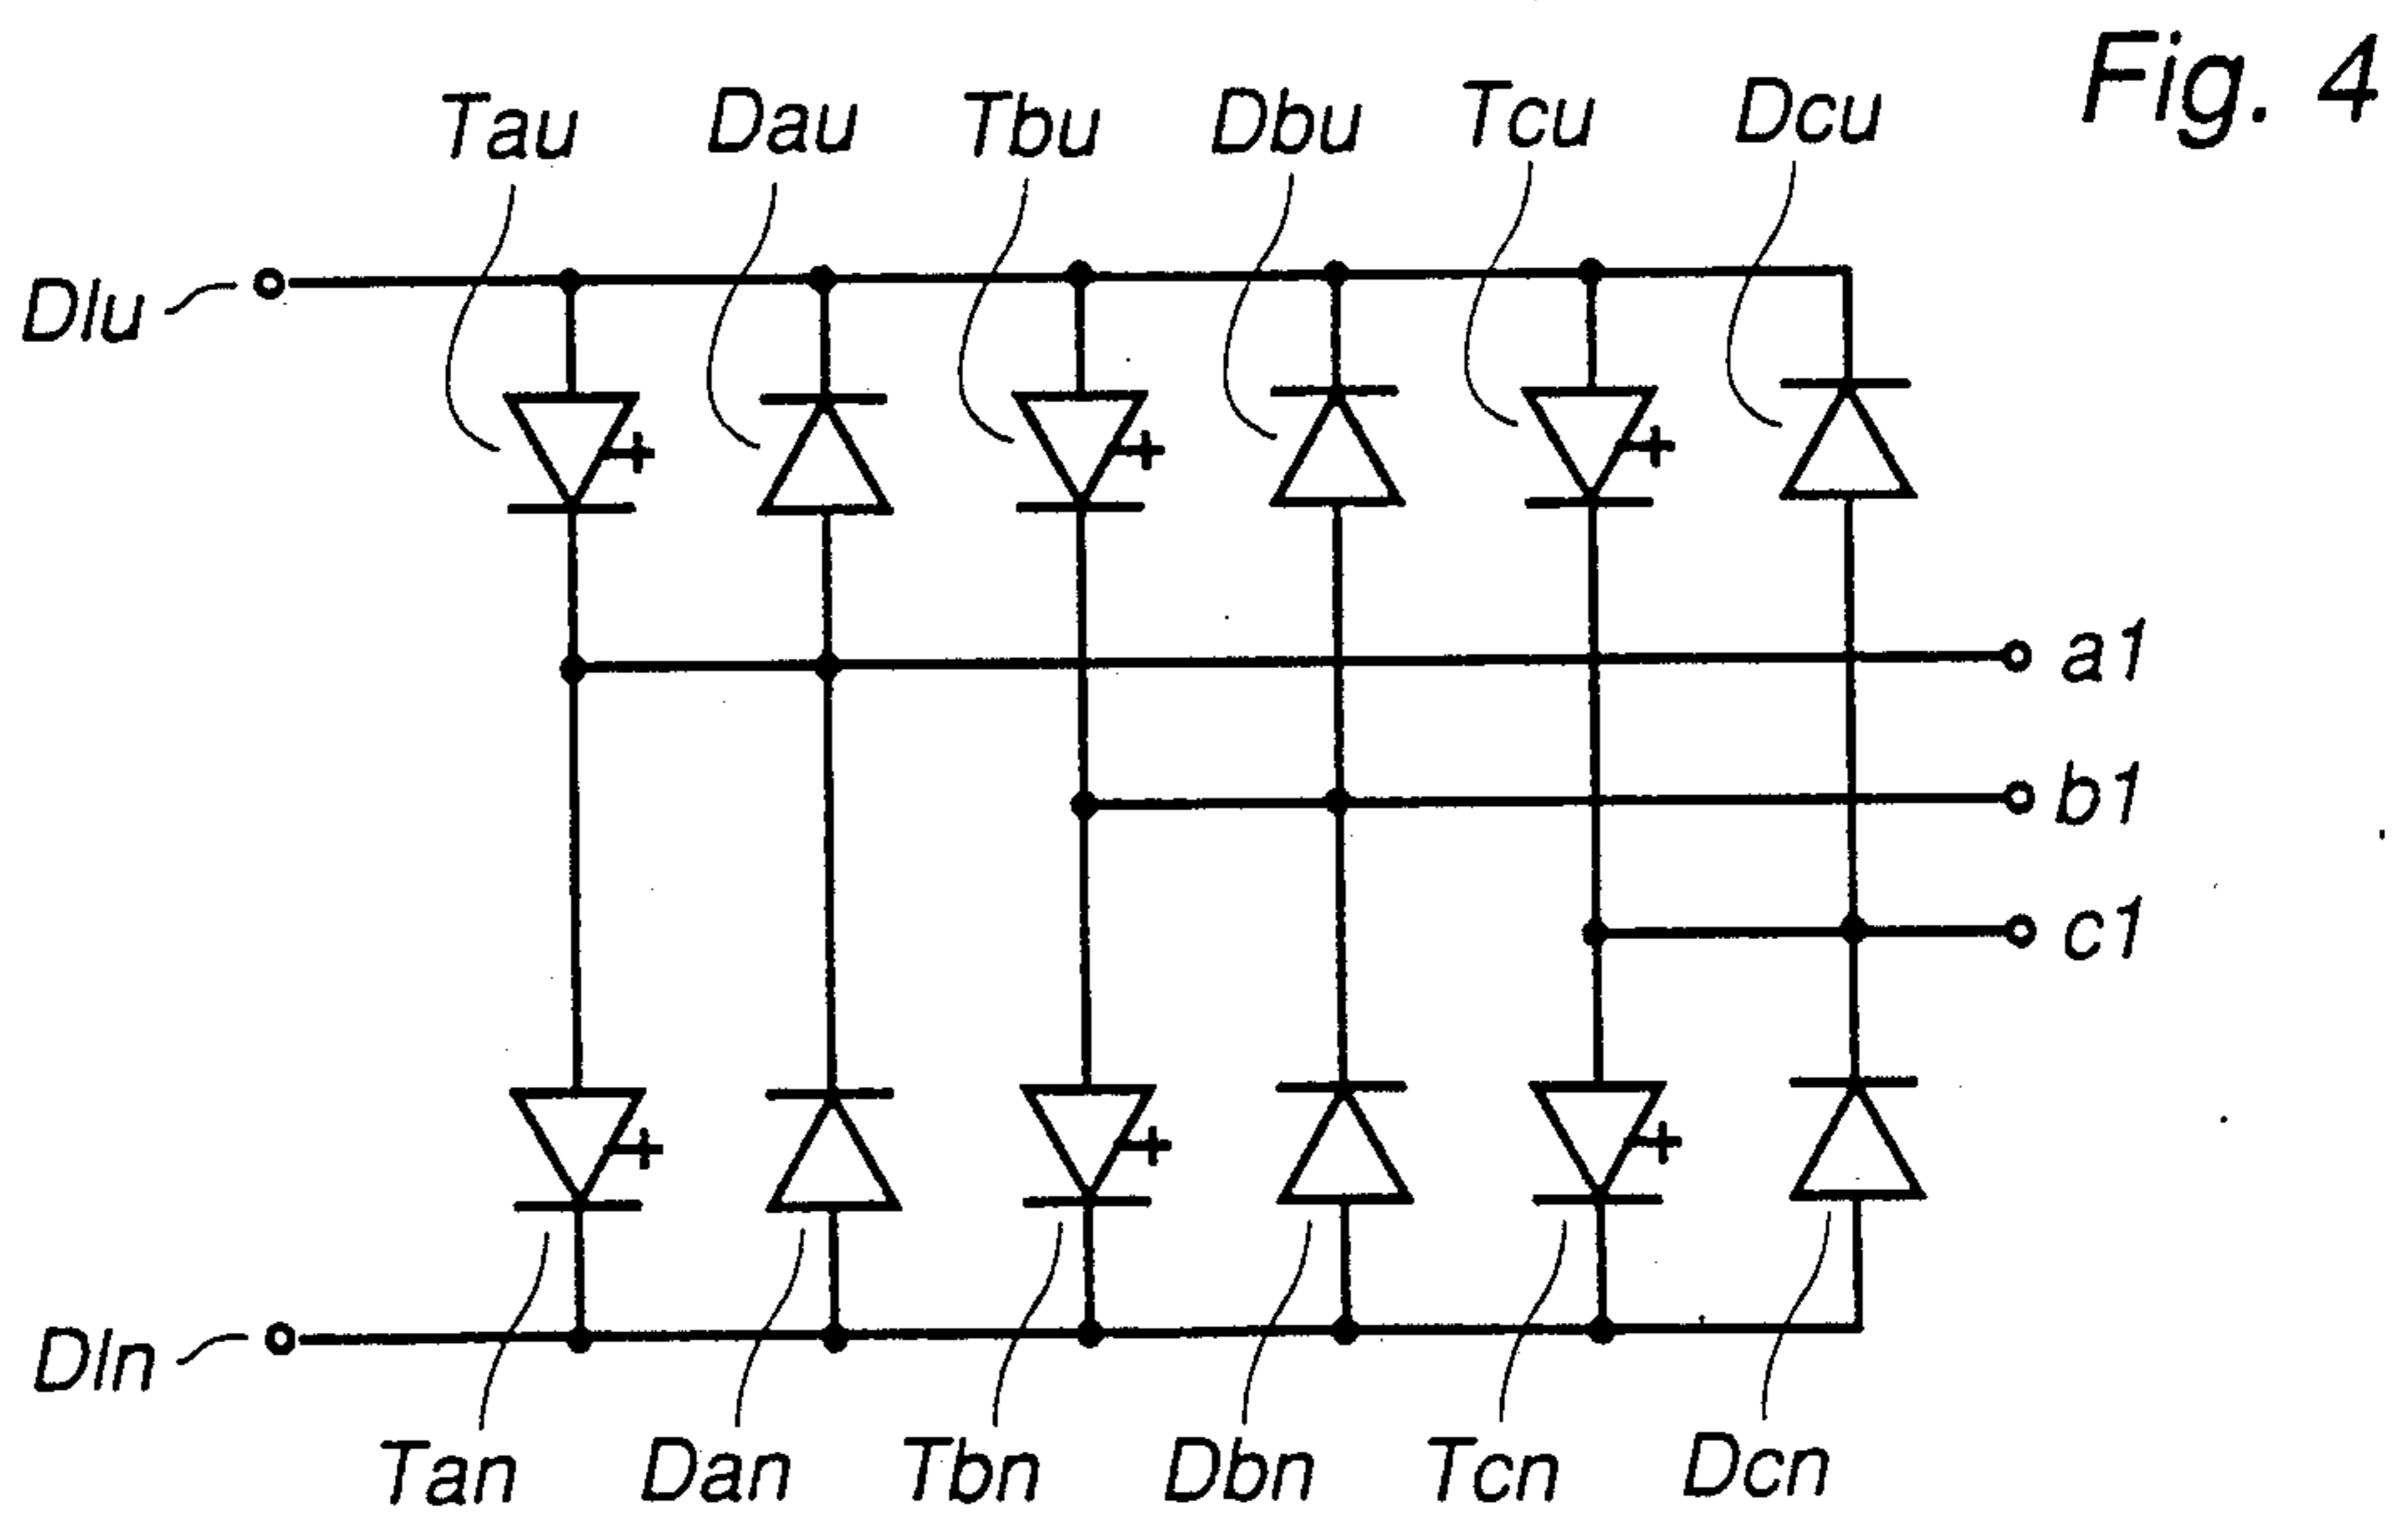 Fig. 4
Tau Dau Tbu Dbu Tcu Dcu
Dlu
a1
b1
c1
Dln
Tan Dan Tbn Dbn Tcn Dcn